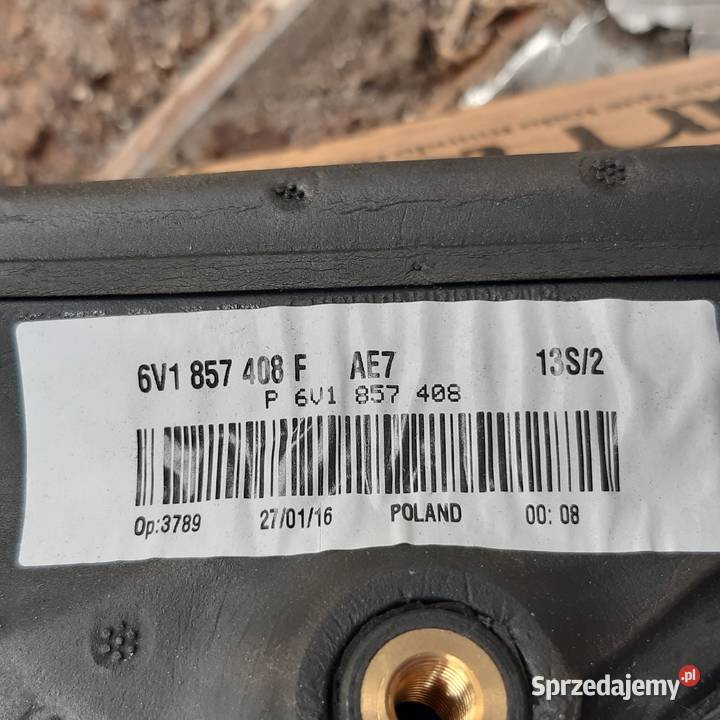 6V1 857 408 F AE7 13S/2
P 6V1 857 408
Op:3789 27/01/16 POLAND 00: 08
Sprzedajemy.pl